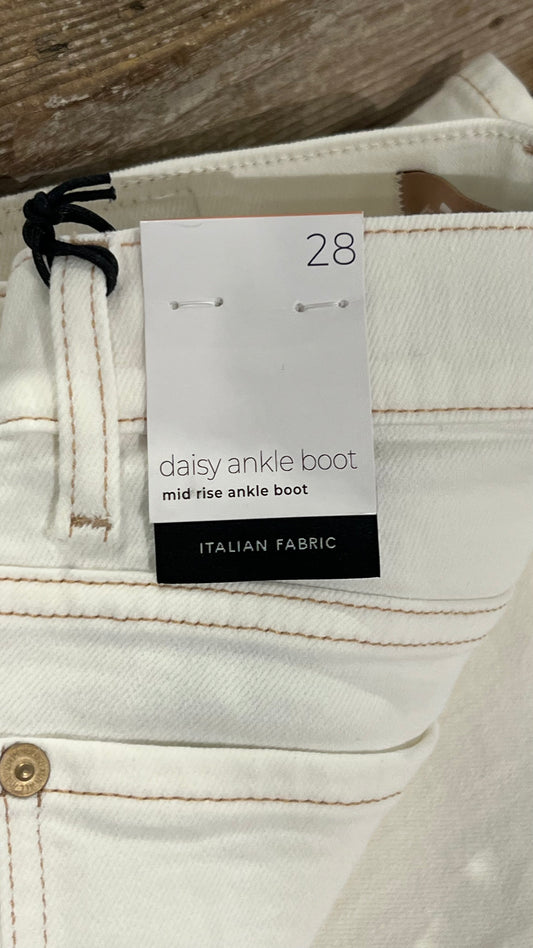 28
daisy ankle boot
mid rise ankle boot
ITALIAN FABRIC